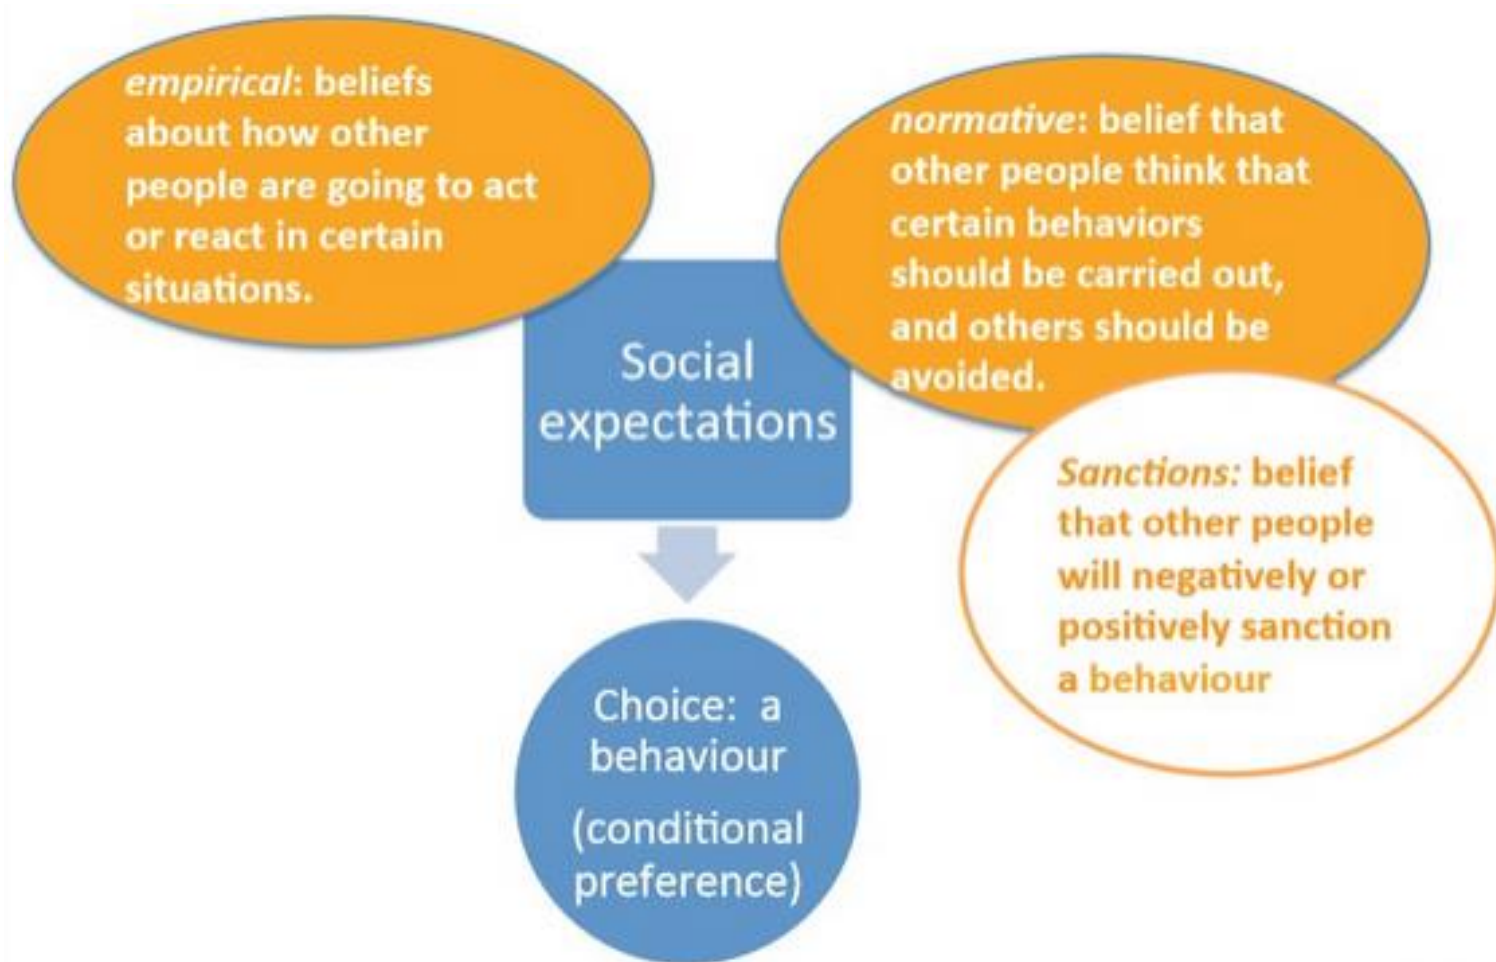 empirical: beliefs
about how other
people are going to act
or react in certain
situations.
normative: belief that
other people think that
certain behaviors
should be carried out,
and others should be
avoided.
Social
expectations
Sanctions: belief
that other people
will negatively or
positively sanction
a behaviour
Choice: a
behaviour
(conditional
preference)